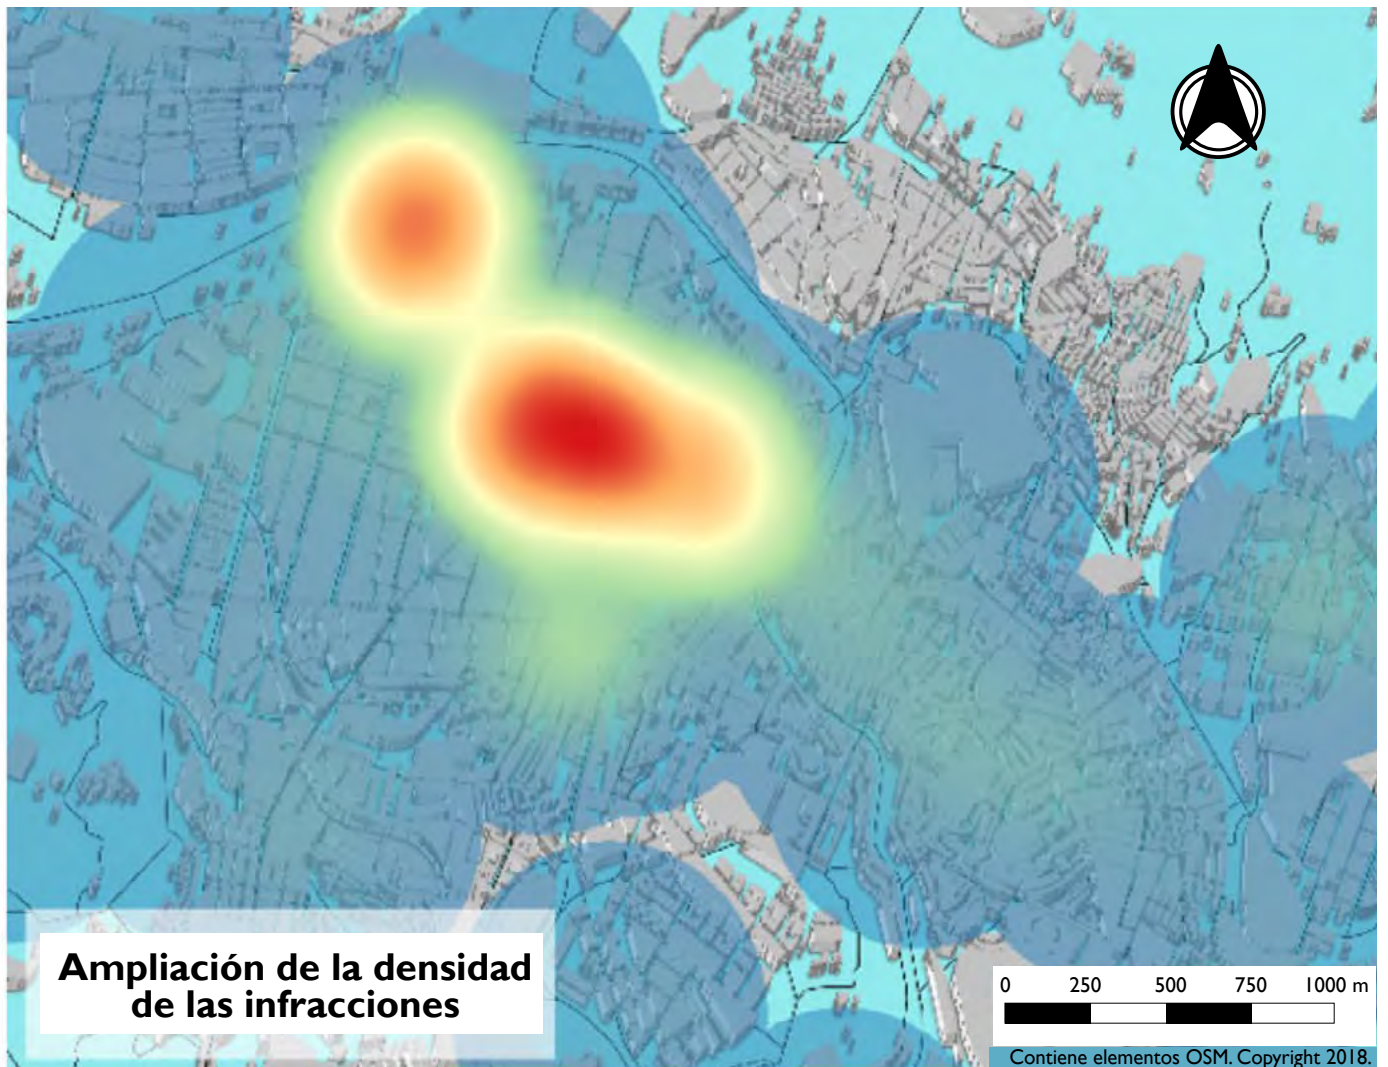 Ampliación de la densidad
de las infracciones
0 250 500 750 1000 m
Contiene elementos OSM. Copyright 2018.